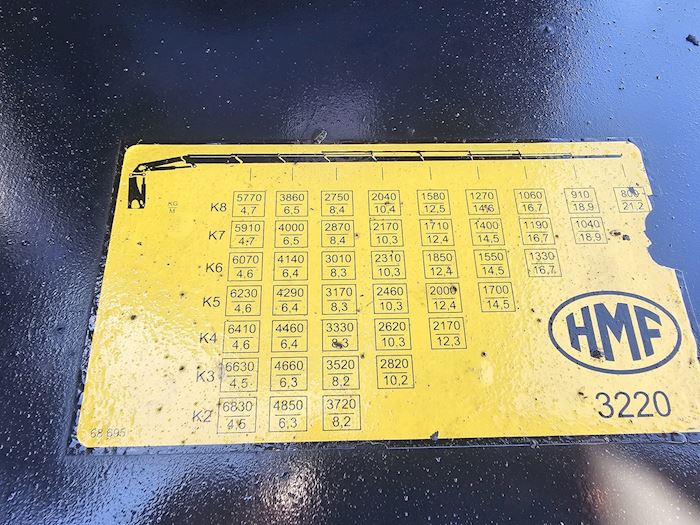 KG
M
K8 5770 3860 2750 2040 1580 1270 1060 910 800
4,7 6,5 8,4 10,4 12,5 14,6 16,7 18,9 21,2
K7 5910 4000 2870 2170 1710 1400 1190 1040
4,7 6,5 8,4 10,3 12,4 14,5 16,7 18,9
K6 6070 4140 3010 2310 1850 1550 1330
4,6 6,4 8,3 10,3 12,4 14,5 16,7
K5 6230 4290 3170 2460 2000 1700
4,6 6,4 8,3 10,3 12,4 14,5
K4 6410 4460 3330 2620 2170
4,6 6,4 8,3 10,3 12,3
K3 6630 4660 3520 2820
4,5 6,3 8,2 10,2
K2 6830 4850 3720
4,5 6,3 8,2
HMF
3220
68 695